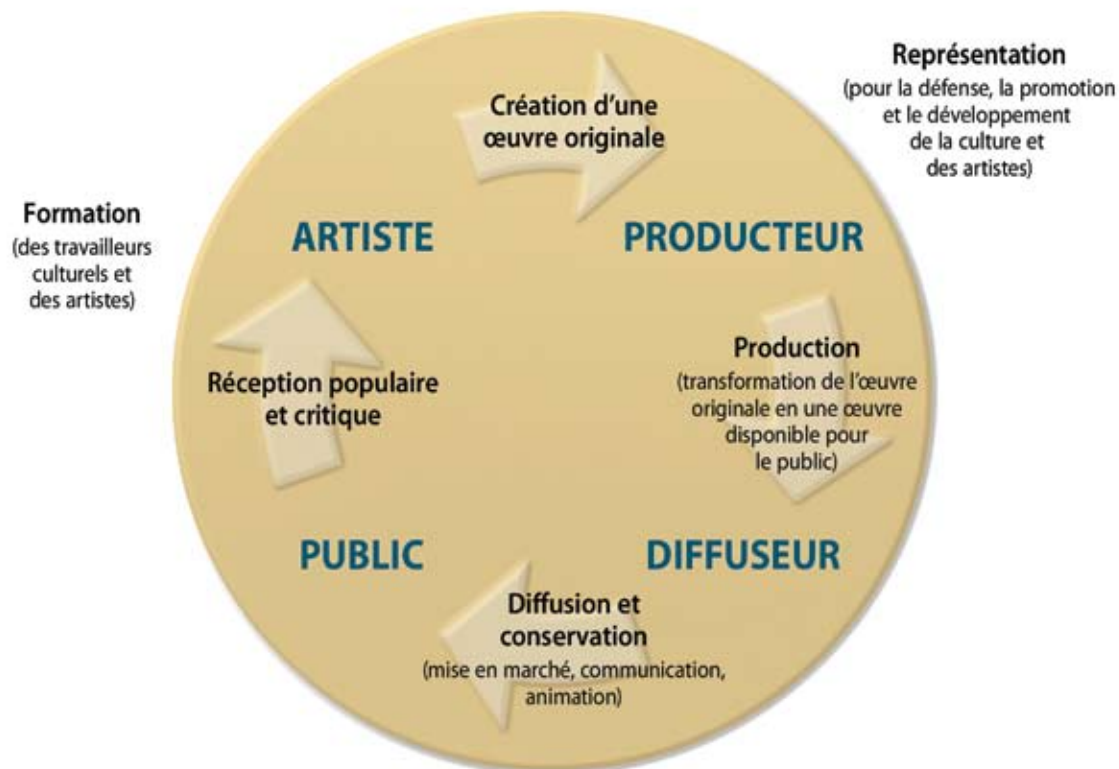 Représentation
(pour la défense, la promotion
et le développement
de la culture et
des artistes)
Création d’une
œuvre originale
Formation
(des travailleurs
culturels et
des artistes)
ARTISTE
PRODUCTEUR
Production
(transformation de l’œuvre
originale en une œuvre
disponible pour
le public)
Réception populaire
et critique
PUBLIC
DIFFUSEUR
Diffusion et
conservation
(mise en marché, communication,
animation)